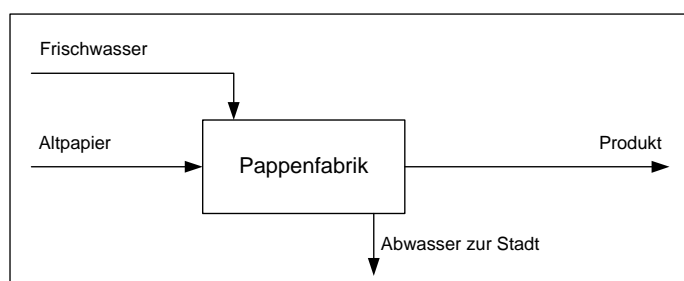 Frischwasser
Altpapier
Pappenfabrik
Produkt
Abwasser zur Stadt